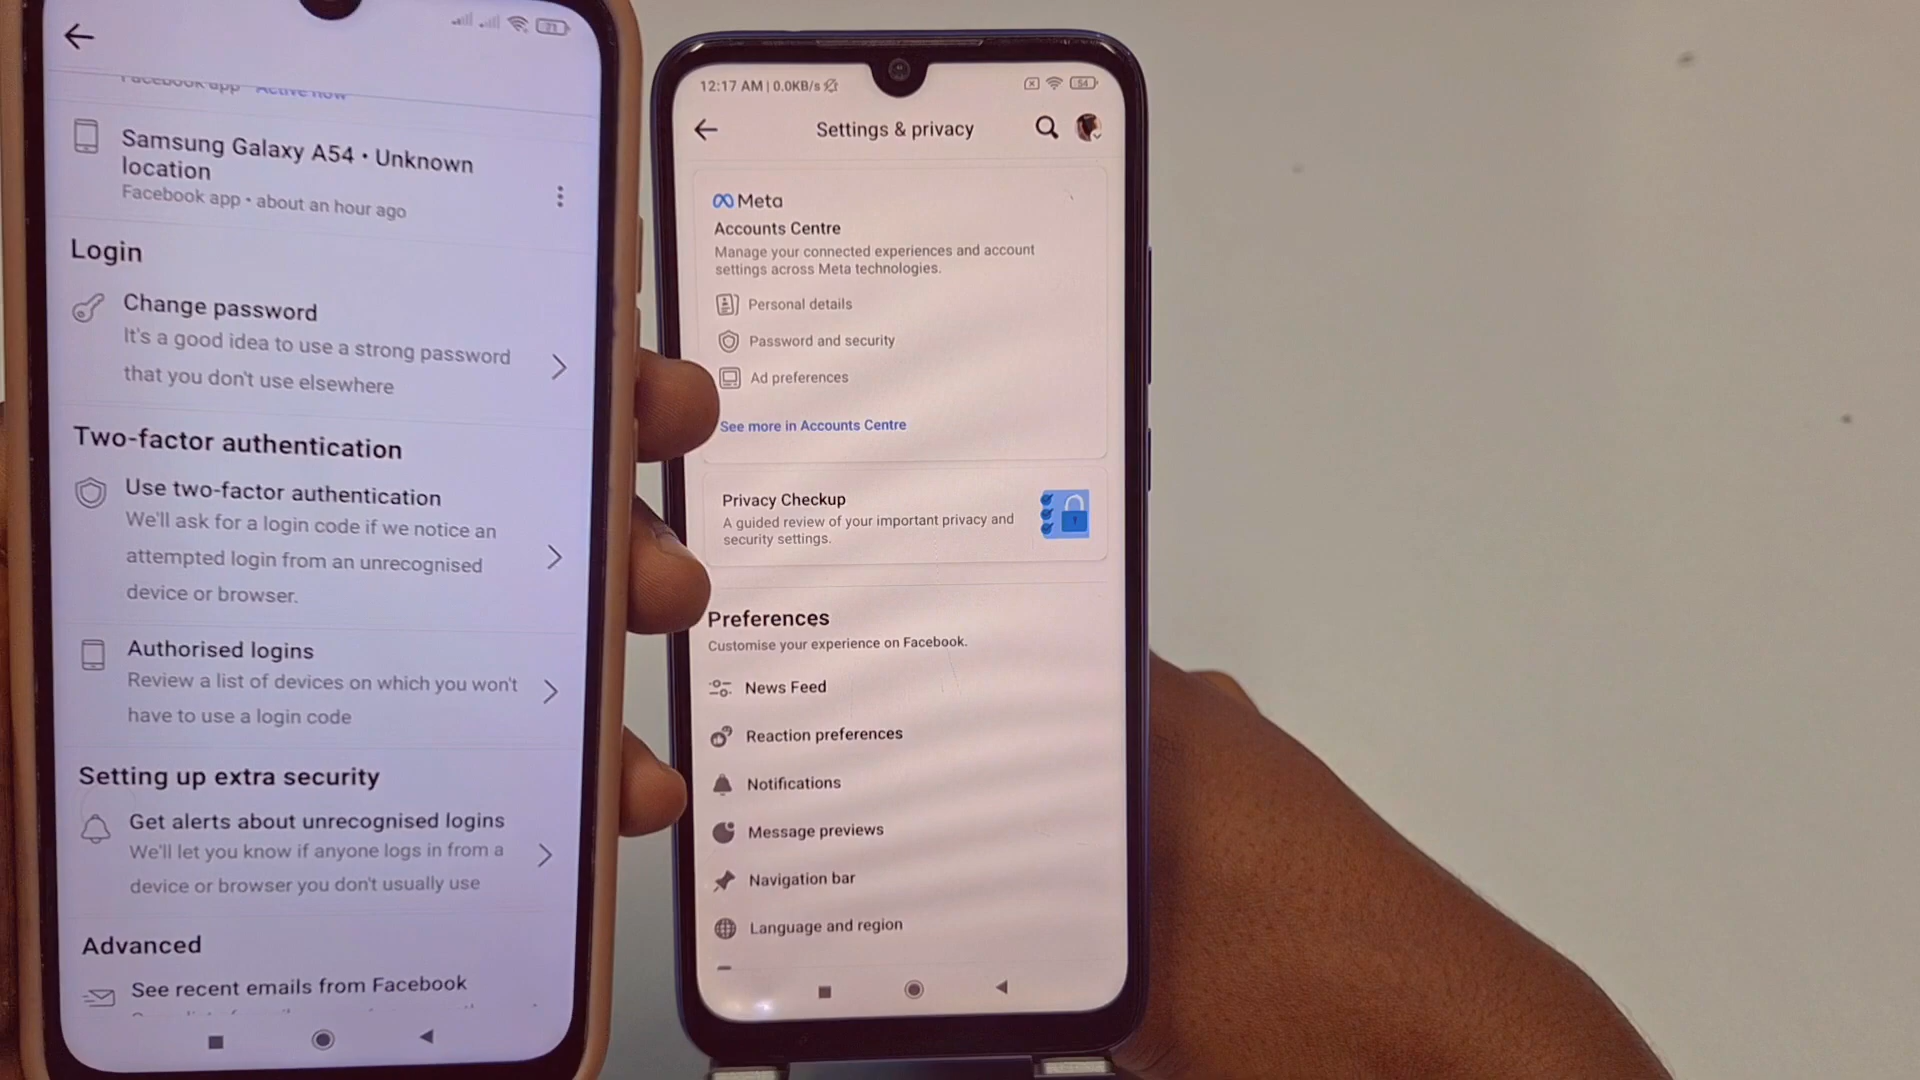 71
Facebook app · Active now
Samsung Galaxy A54 • Unknown
location
Facebook app • about an hour ago
Login
Change password
It's a good idea to use a strong password
that you don't use elsewhere
Two-factor authentication
Use two-factor authentication
We'll ask for a login code if we notice an
attempted login from an unrecognised
device or browser.
Authorised logins
Review a list of devices on which you won't
have to use a login code
Setting up extra security
Get alerts about unrecognised logins
We'll let you know if anyone logs in from a
device or browser you don't usually use
Advanced
See recent emails from Facebook
12:17 AM | 0.0KB/s
54
Settings & privacy
Meta
Accounts Centre
Manage your connected experiences and account
settings across Meta technologies.
Personal details
Password and security
Ad preferences
See more in Accounts Centre
Privacy Checkup
A guided review of your important privacy and
security settings.
Preferences
Customise your experience on Facebook.
News Feed
Reaction preferences
Notifications
Message previews
Navigation bar
Language and region